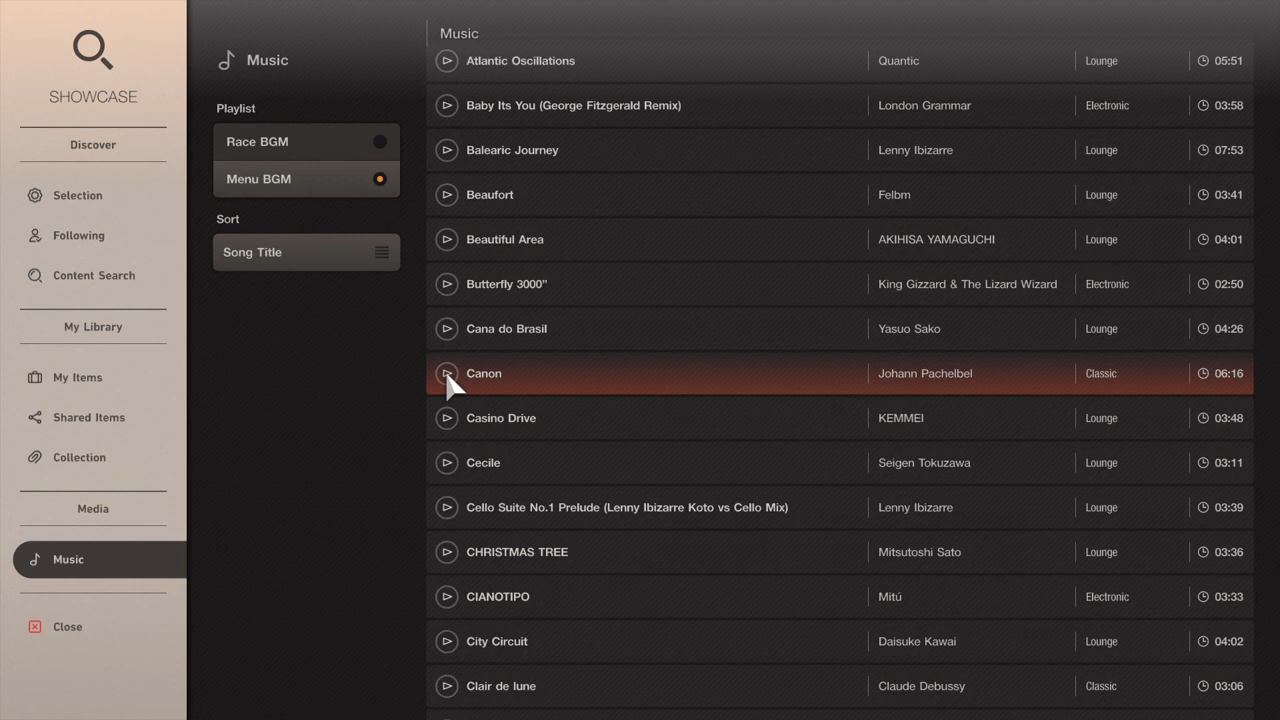 SHOWCASE
Discover
Selection
Following
Content Search
My Library
My Items
Shared Items
Collection
Media
Music
Close
Music
Playlist
Race BGM
Menu BGM
Sort
Song Title
Music
Atlantic Oscillations Quantic Lounge 05:51
Baby Its You (George Fitzgerald Remix) London Grammar Electronic 03:58
Balearic Journey Lenny Ibizarre Lounge 07:53
Beaufort Felbm Lounge 03:41
Beautiful Area AKIHISA YAMAGUCHI Lounge 04:01
Butterfly 3000" King Gizzard & The Lizard Wizard Electronic 02:50
Cana do Brasil Yasuo Sako Lounge 04:26
Canon Johann Pachelbel Classic 06:16
Casino Drive KEMMEI Lounge 03:48
Cecile Seigen Tokuzawa Lounge 03:11
Cello Suite No.1 Prelude (Lenny Ibizarre Koto vs Cello Mix) Lenny Ibizarre Lounge 03:39
CHRISTMAS TREE Mitsutoshi Sato Lounge 03:36
CIANOTIPO Mitú Electronic 03:33
City Circuit Daisuke Kawai Lounge 04:02
Clair de lune Claude Debussy Classic 03:06